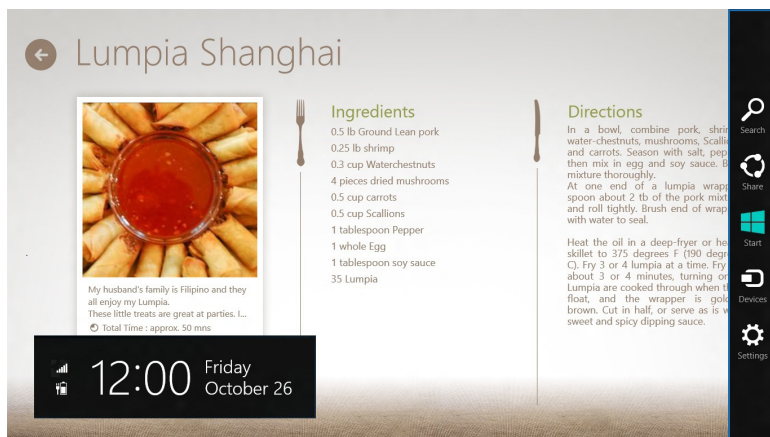 Lumpia Shanghai
My husband's family is Filipino and they
all enjoy my Lumpia.
These little treats are great at parties. I...
Total Time : approx. 50 mns
Ingredients
0.5 lb Ground Lean pork
0.25 lb shrimp
0.3 cup Waterchestnuts
4 pieces dried mushrooms
0.5 cup carrots
0.5 cup Scallions
1 tablespoon Pepper
1 whole Egg
1 tablespoon soy sauce
35 Lumpia
Directions
In a bowl, combine pork,
water-chestnuts, mushrooms,
and carrots. Season with salt,
then mix in egg and soy sauce.
mixture thoroughly.
At one end of a lumpia
spoon about 2 tb of the pork
and roll tightly. Brush end of
with water to seal.
Heat the oil in a deep-fryer or
skillet to 375 degrees F (190
C). Fry 3 or 4 lumpia at a time. Fry
about 3 or 4 minutes, turning
Lumpia are cooked through when
float, and the wrapper is
brown. Cut in half, or serve as is
sweet and spicy dipping sauce.
12:00
Friday
October 26
Search
Share
Start
Devices
Settings